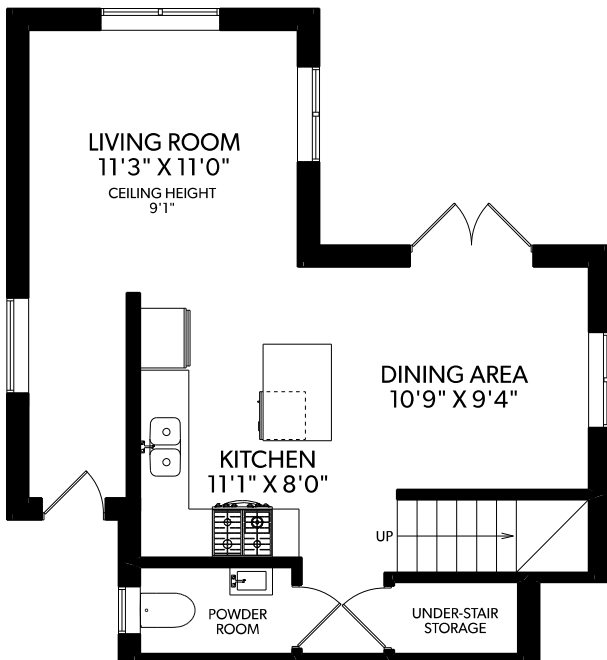 LIVING ROOM
11'3" X 11'0"
CEILING HEIGHT
9'1"
DINING AREA
10'9" X 9'4"
KITCHEN
11'1" X 8'0"
UP
POWDER
ROOM
UNDER-STAIR
STORAGE